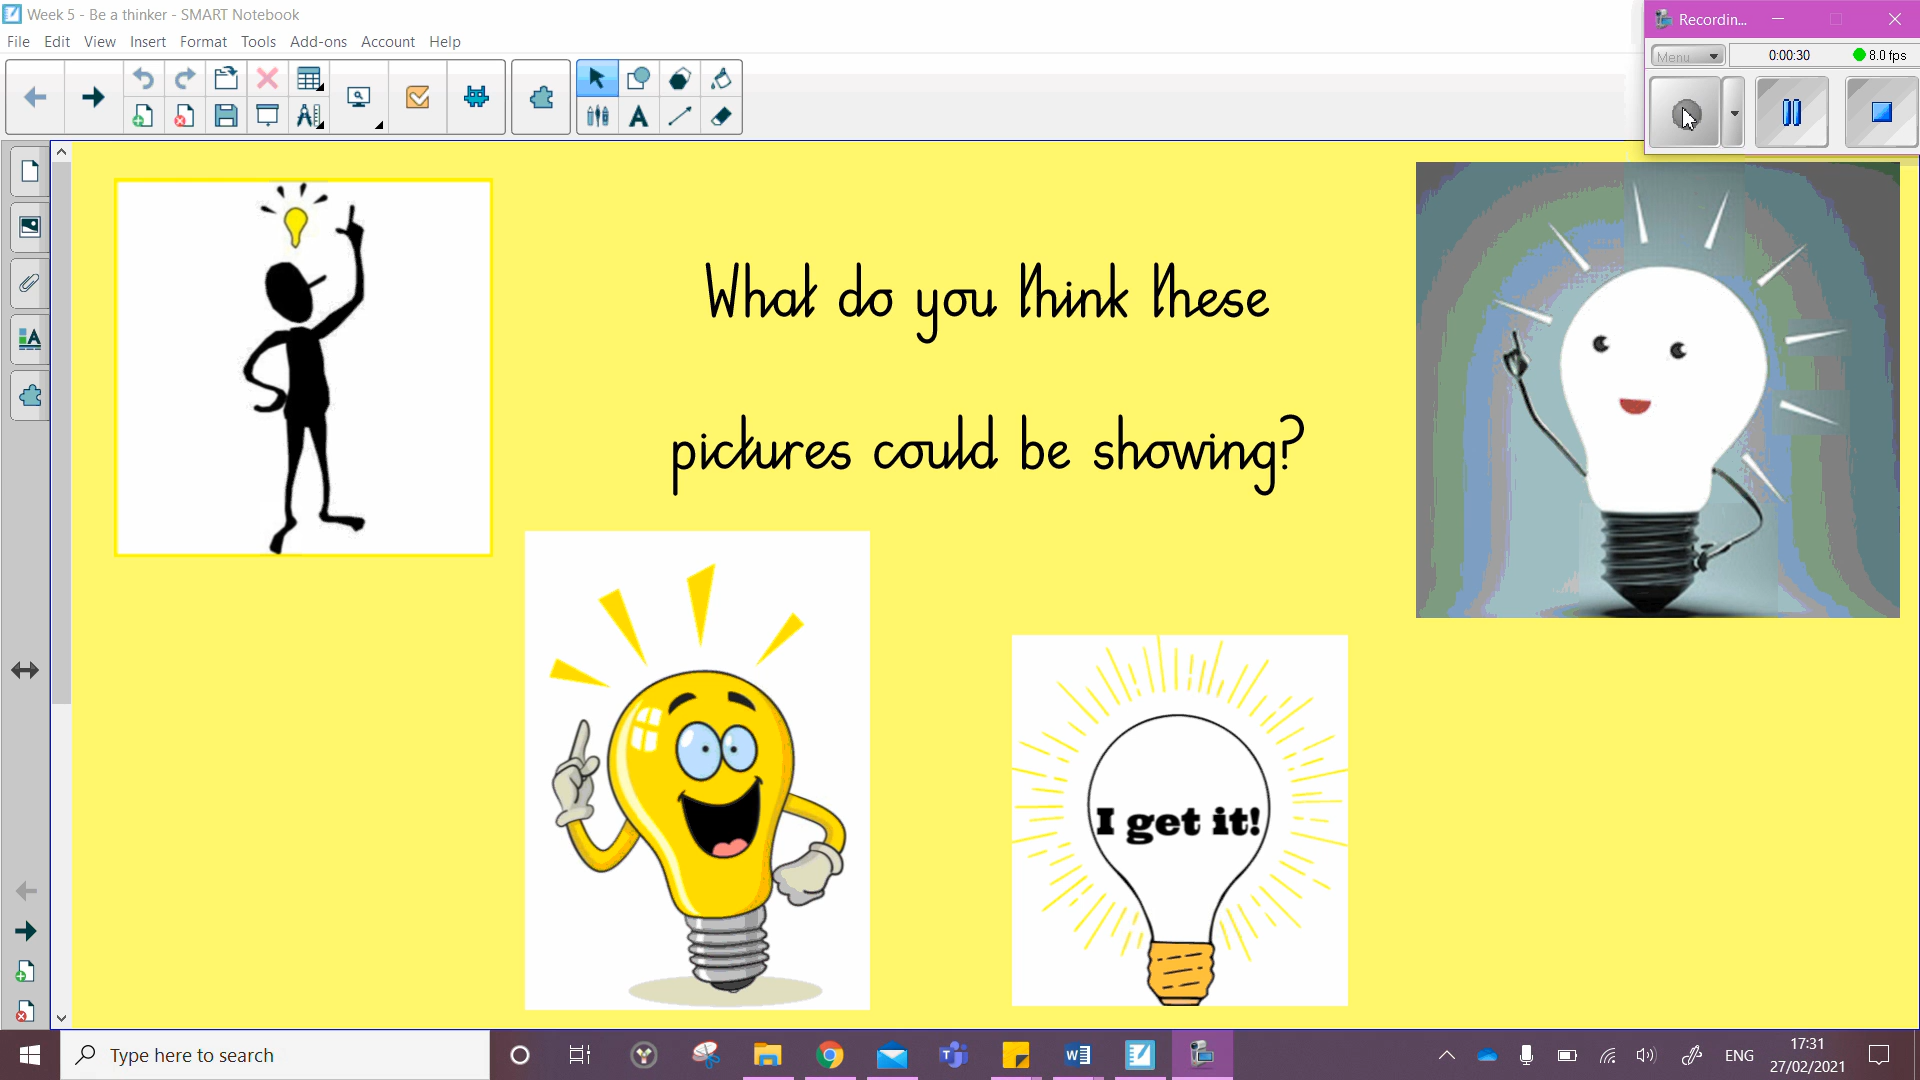 Week 5 - Be a thinker - SMART Notebook
File Edit View Insert Format Tools Add-ons Account Help
Recordin...
Menu 0:00:30 8.0 fps
What do you think these
pictures could be showing?
I get it!
Type here to search
ENG
17:31
27/02/2021